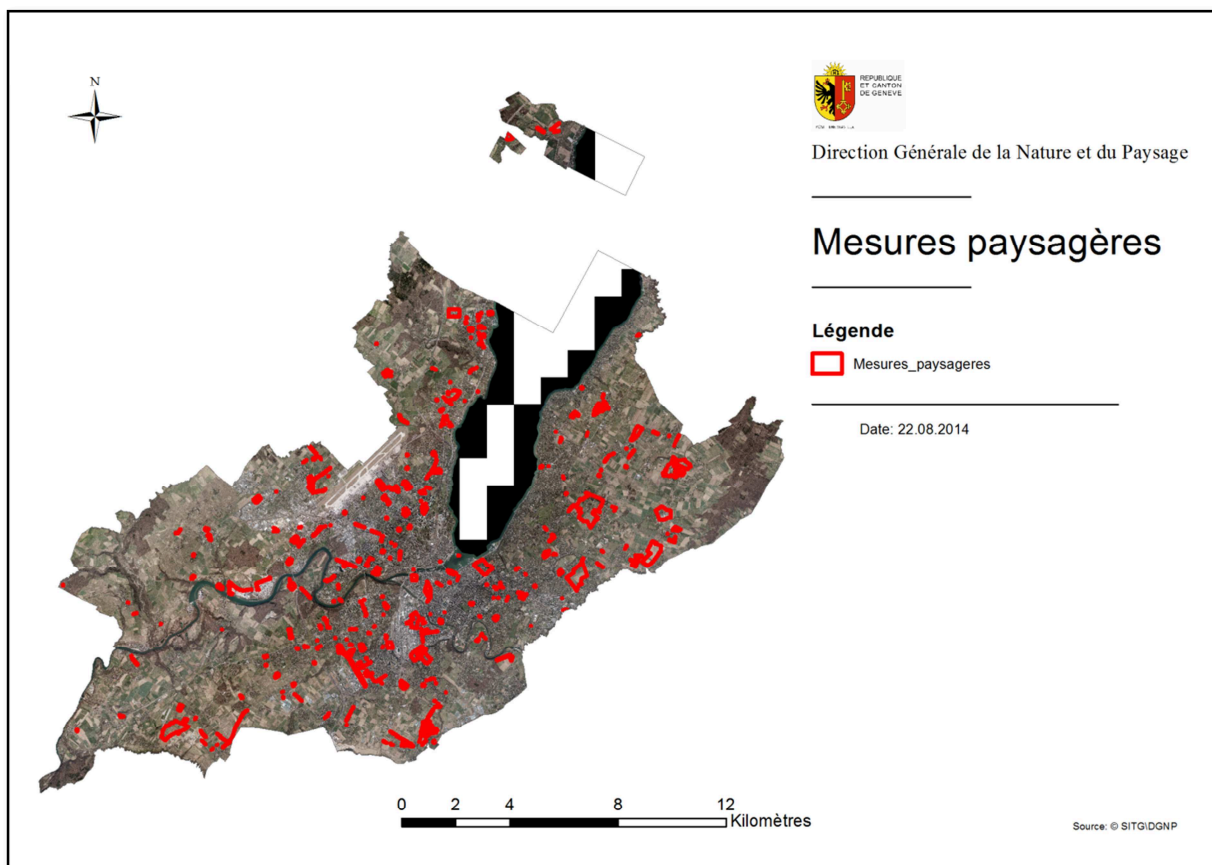 N
REPUBLIQUE
ET CANTON
DE GENEVE
Direction Générale de la Nature et du Paysage
Mesures paysagères
Légende
Mesures_paysageres
Date: 22.08.2014
0 2 4 8 12
Kilomètres
Source: © SITG\DGNP